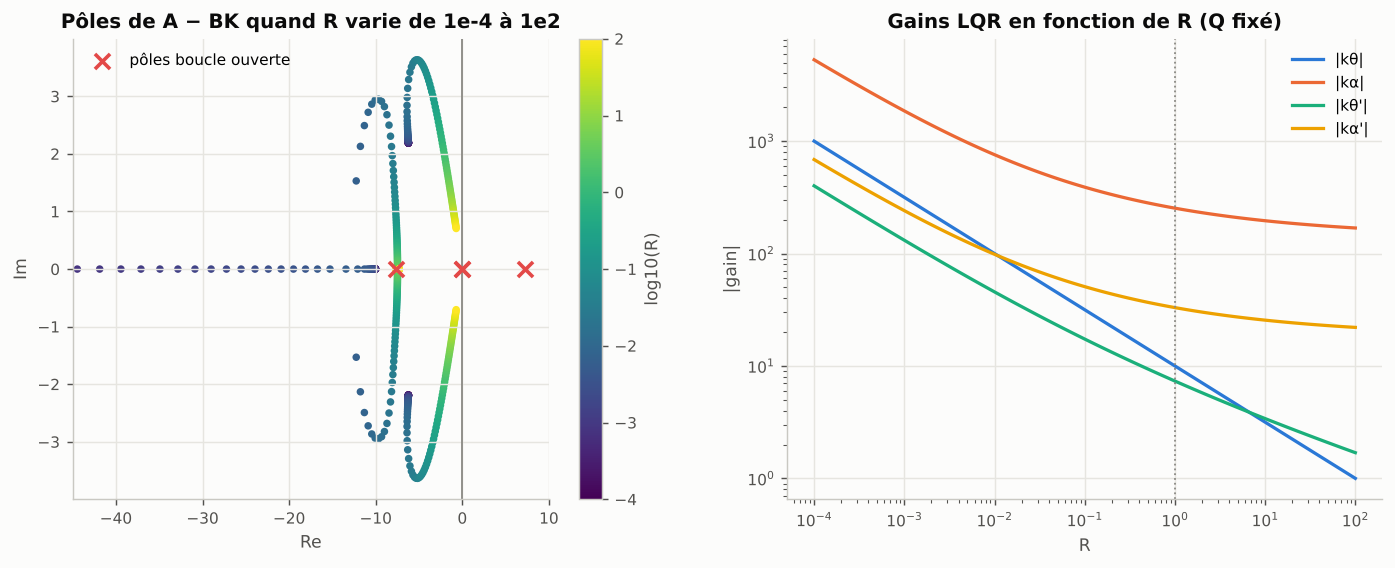 Pôles de A − BK quand R varie de 1e-4 à 1e2
pôles boucle ouverte
3
2
1
0
−1
−2
−3
Im
−40
−30
−20
−10
0
10
Re
2
1
0
−1
−2
−3
−4
log10(R)
Gains LQR en fonction de R (Q fixé)
|kθ|
|kα|
|kθ'|
|kα'|
10³
10²
10¹
10⁰
|gain|
10⁻⁴
10⁻³
10⁻²
10⁻¹
10⁰
10¹
10²
R